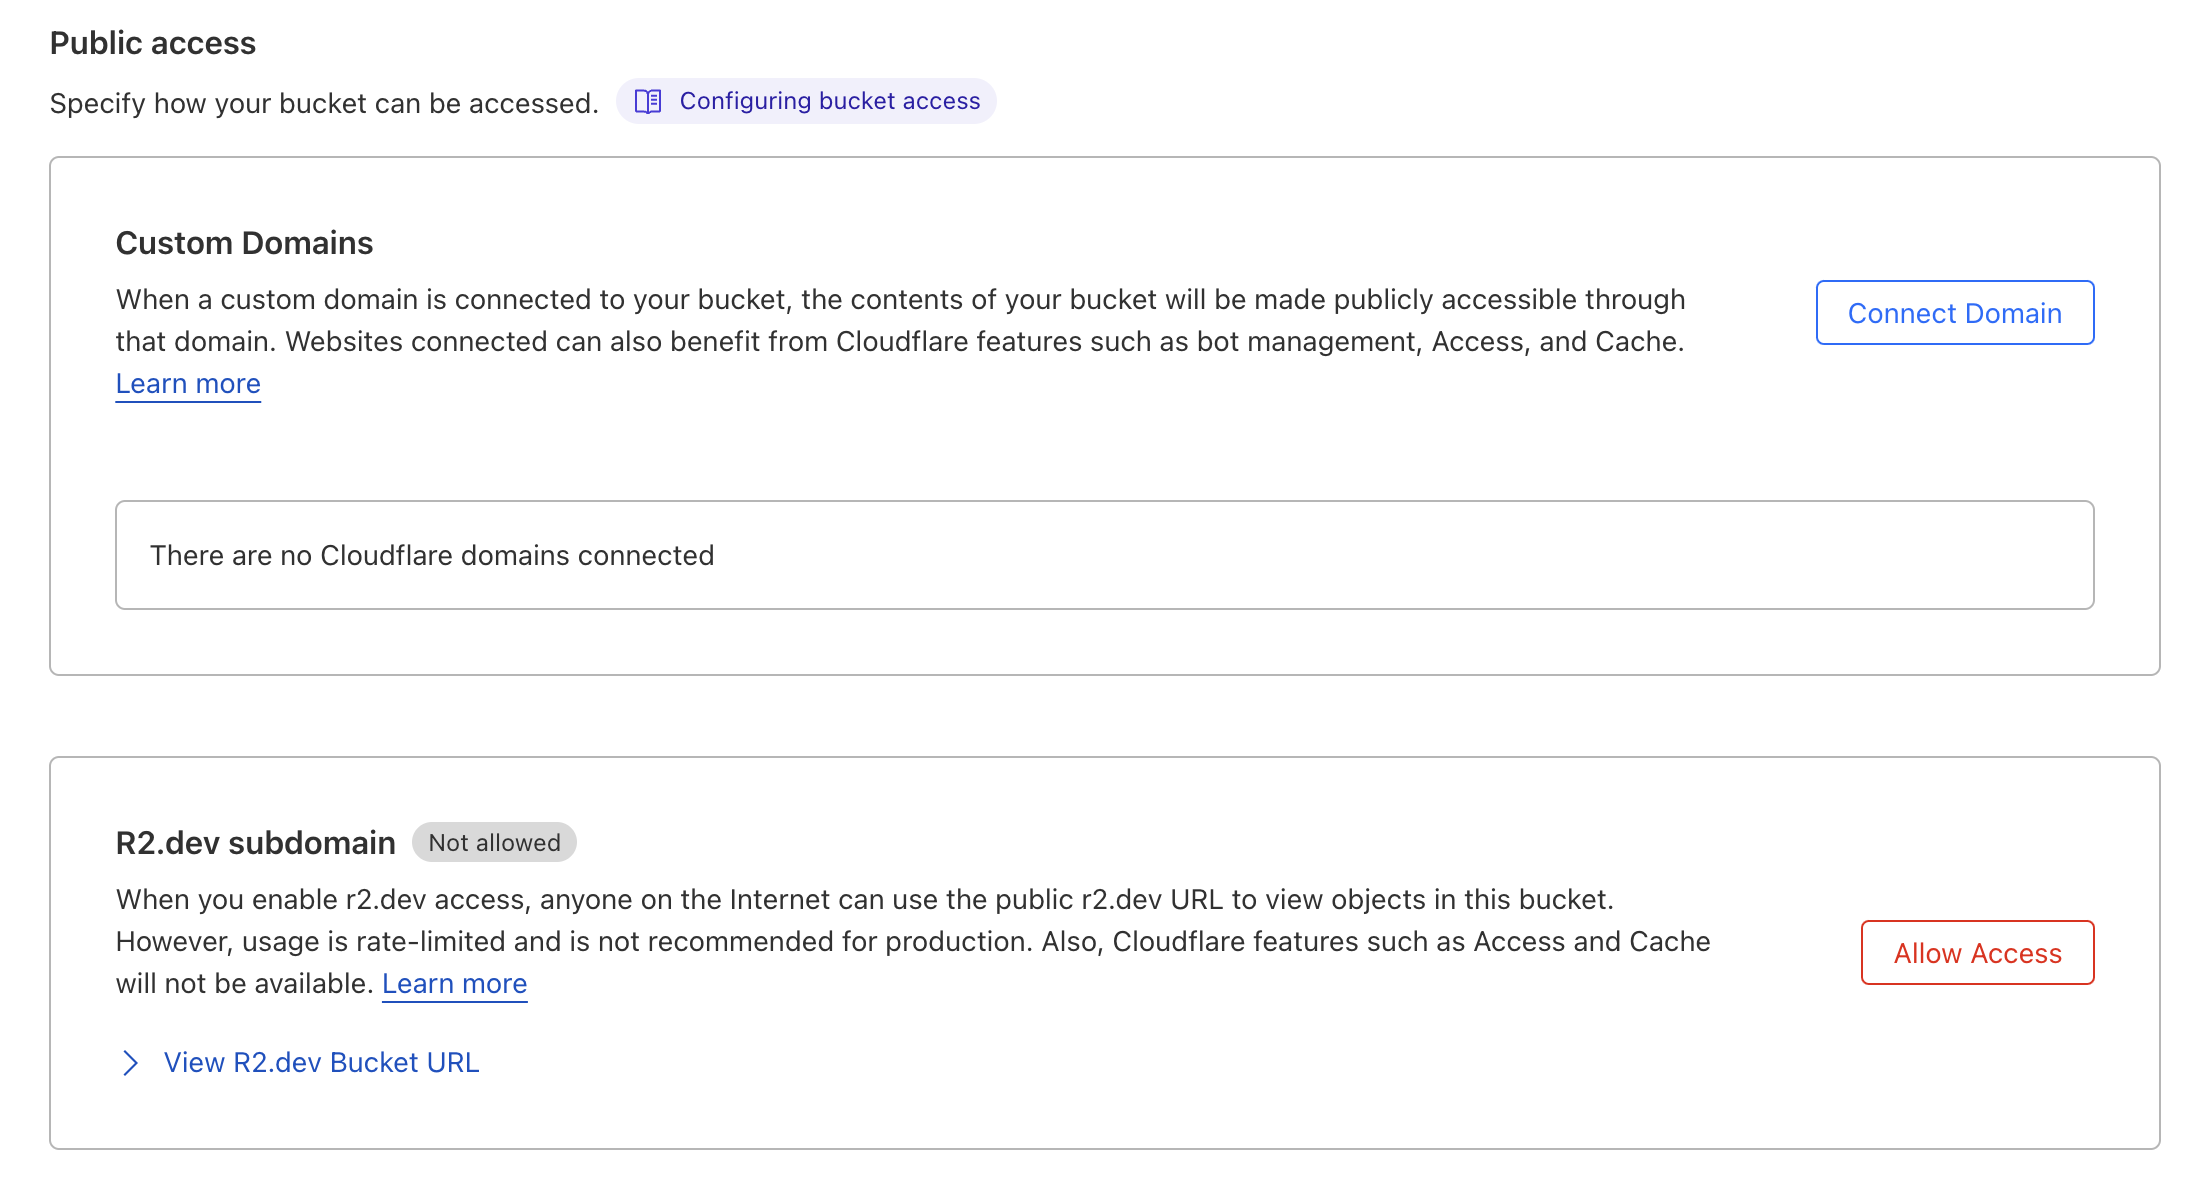 Public access
Specify how your bucket can be accessed. Configuring bucket access
Custom Domains
When a custom domain is connected to your bucket, the contents of your bucket will be made publicly accessible through
that domain. Websites connected can also benefit from Cloudflare features such as bot management, Access, and Cache.
Learn more
Connect Domain
There are no Cloudflare domains connected
R2.dev subdomain Not allowed
When you enable r2.dev access, anyone on the Internet can use the public r2.dev URL to view objects in this bucket.
However, usage is rate-limited and is not recommended for production. Also, Cloudflare features such as Access and Cache
will not be available. Learn more
Allow Access
View R2.dev Bucket URL